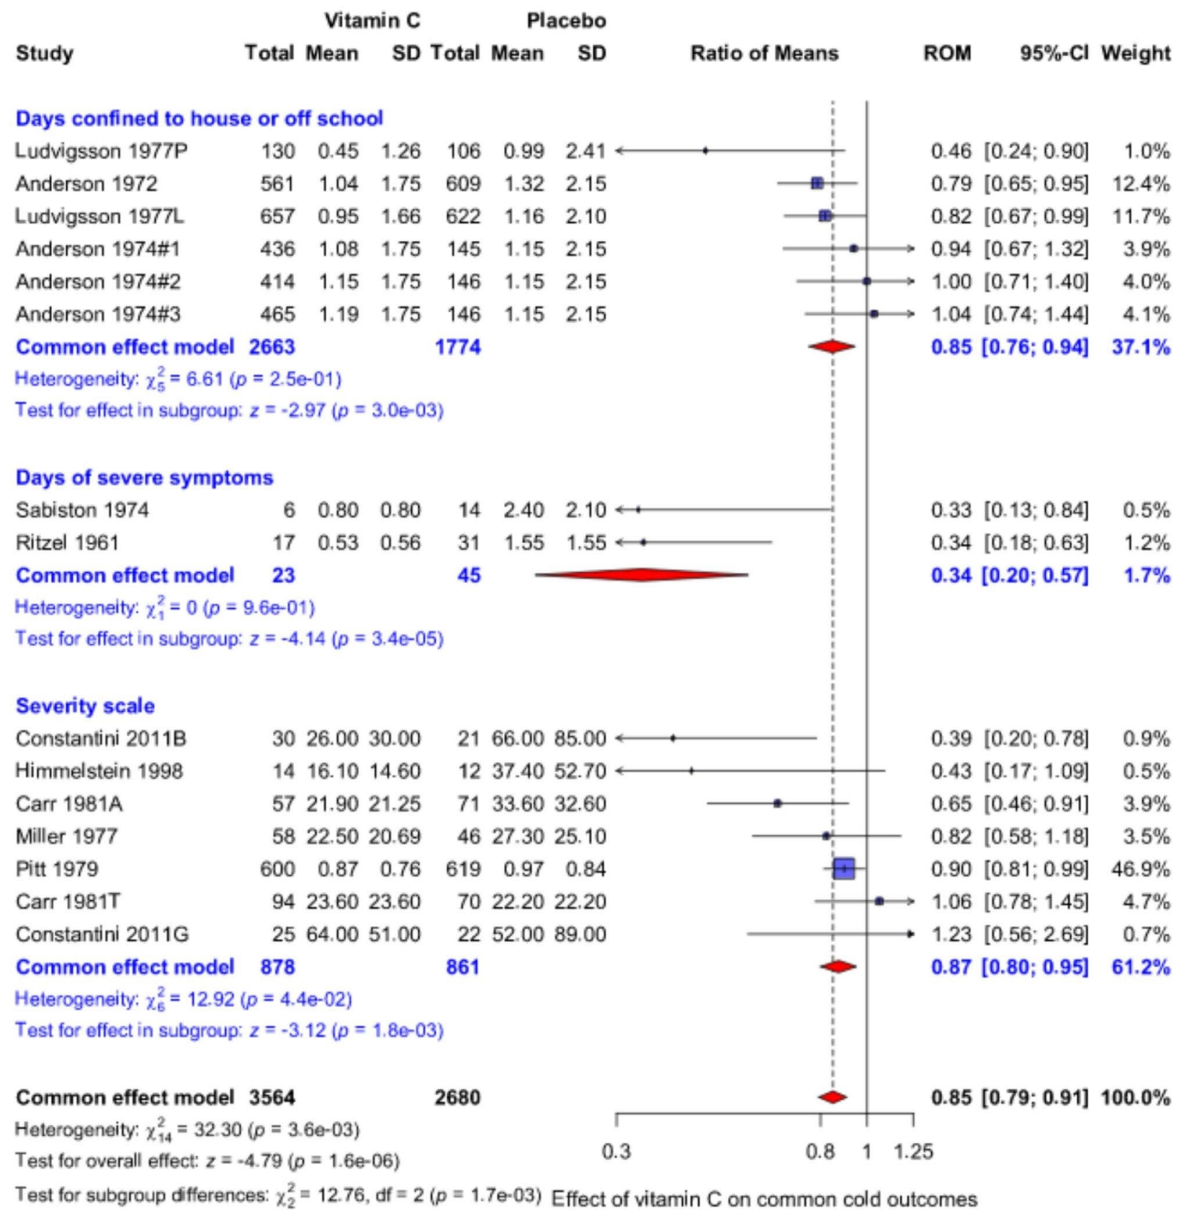 Vitamin C Placebo
Study Total Mean SD Total Mean SD Ratio of Means ROM 95%-CI Weight
Days confined to house or off school
Ludvigsson 1977P 130 0.45 1.26 106 0.99 2.41 0.46 [0.24; 0.90] 1.0%
Anderson 1972 561 1.04 1.75 609 1.32 2.15 0.79 [0.65; 0.95] 12.4%
Ludvigsson 1977L 657 0.95 1.66 622 1.16 2.10 0.82 [0.67; 0.99] 11.7%
Anderson 1974#1 436 1.08 1.75 145 1.15 2.15 0.94 [0.67; 1.32] 3.9%
Anderson 1974#2 414 1.15 1.75 146 1.15 2.15 1.00 [0.71; 1.40] 4.0%
Anderson 1974#3 465 1.19 1.75 146 1.15 2.15 1.04 [0.74; 1.44] 4.1%
Common effect model 2663 1774 0.85 [0.76; 0.94] 37.1%
Heterogeneity: χ²₅ = 6.61 (p = 2.5e-01)
Test for effect in subgroup: z = -2.97 (p = 3.0e-03)
Days of severe symptoms
Sabiston 1974 6 0.80 0.80 14 2.40 2.10 0.33 [0.13; 0.84] 0.5%
Ritzel 1961 17 0.53 0.56 31 1.55 1.55 0.34 [0.18; 0.63] 1.2%
Common effect model 23 45 0.34 [0.20; 0.57] 1.7%
Heterogeneity: χ²₁ = 0 (p = 9.6e-01)
Test for effect in subgroup: z = -4.14 (p = 3.4e-05)
Severity scale
Constantini 2011B 30 26.00 30.00 21 66.00 85.00 0.39 [0.20; 0.78] 0.9%
Himmelstein 1998 14 16.10 14.60 12 37.40 52.70 0.43 [0.17; 1.09] 0.5%
Carr 1981A 57 21.90 21.25 71 33.60 32.60 0.65 [0.46; 0.91] 3.9%
Miller 1977 58 22.50 20.69 46 27.30 25.10 0.82 [0.58; 1.18] 3.5%
Pitt 1979 600 0.87 0.76 619 0.97 0.84 0.90 [0.81; 0.99] 46.9%
Carr 1981T 94 23.60 23.60 70 22.20 22.20 1.06 [0.78; 1.45] 4.7%
Constantini 2011G 25 64.00 51.00 22 52.00 89.00 1.23 [0.56; 2.69] 0.7%
Common effect model 878 861 0.87 [0.80; 0.95] 61.2%
Heterogeneity: χ²₆ = 12.92 (p = 4.4e-02)
Test for effect in subgroup: z = -3.12 (p = 1.8e-03)
Common effect model 3564 2680 0.85 [0.79; 0.91] 100.0%
Heterogeneity: χ²₁₄ = 32.30 (p = 3.6e-03)
Test for overall effect: z = -4.79 (p = 1.6e-06)
0.3 0.8 1 1.25
Test for subgroup differences: χ²₂ = 12.76, df = 2 (p = 1.7e-03) Effect of vitamin C on common cold outcomes